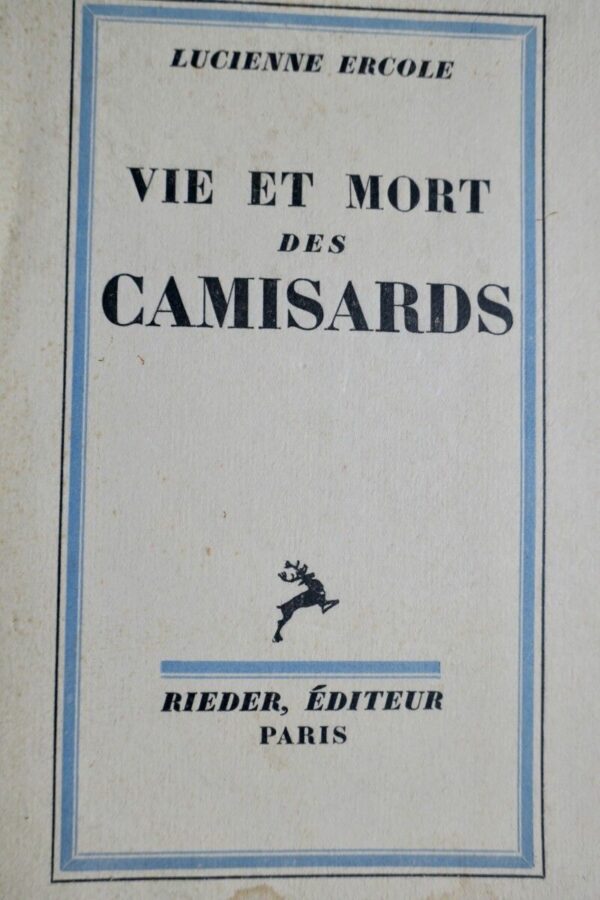 LUCIENNE ERCOLE
VIE ET MORT
DES
CAMISARDS
RIEDER, ÉDITEUR
PARIS